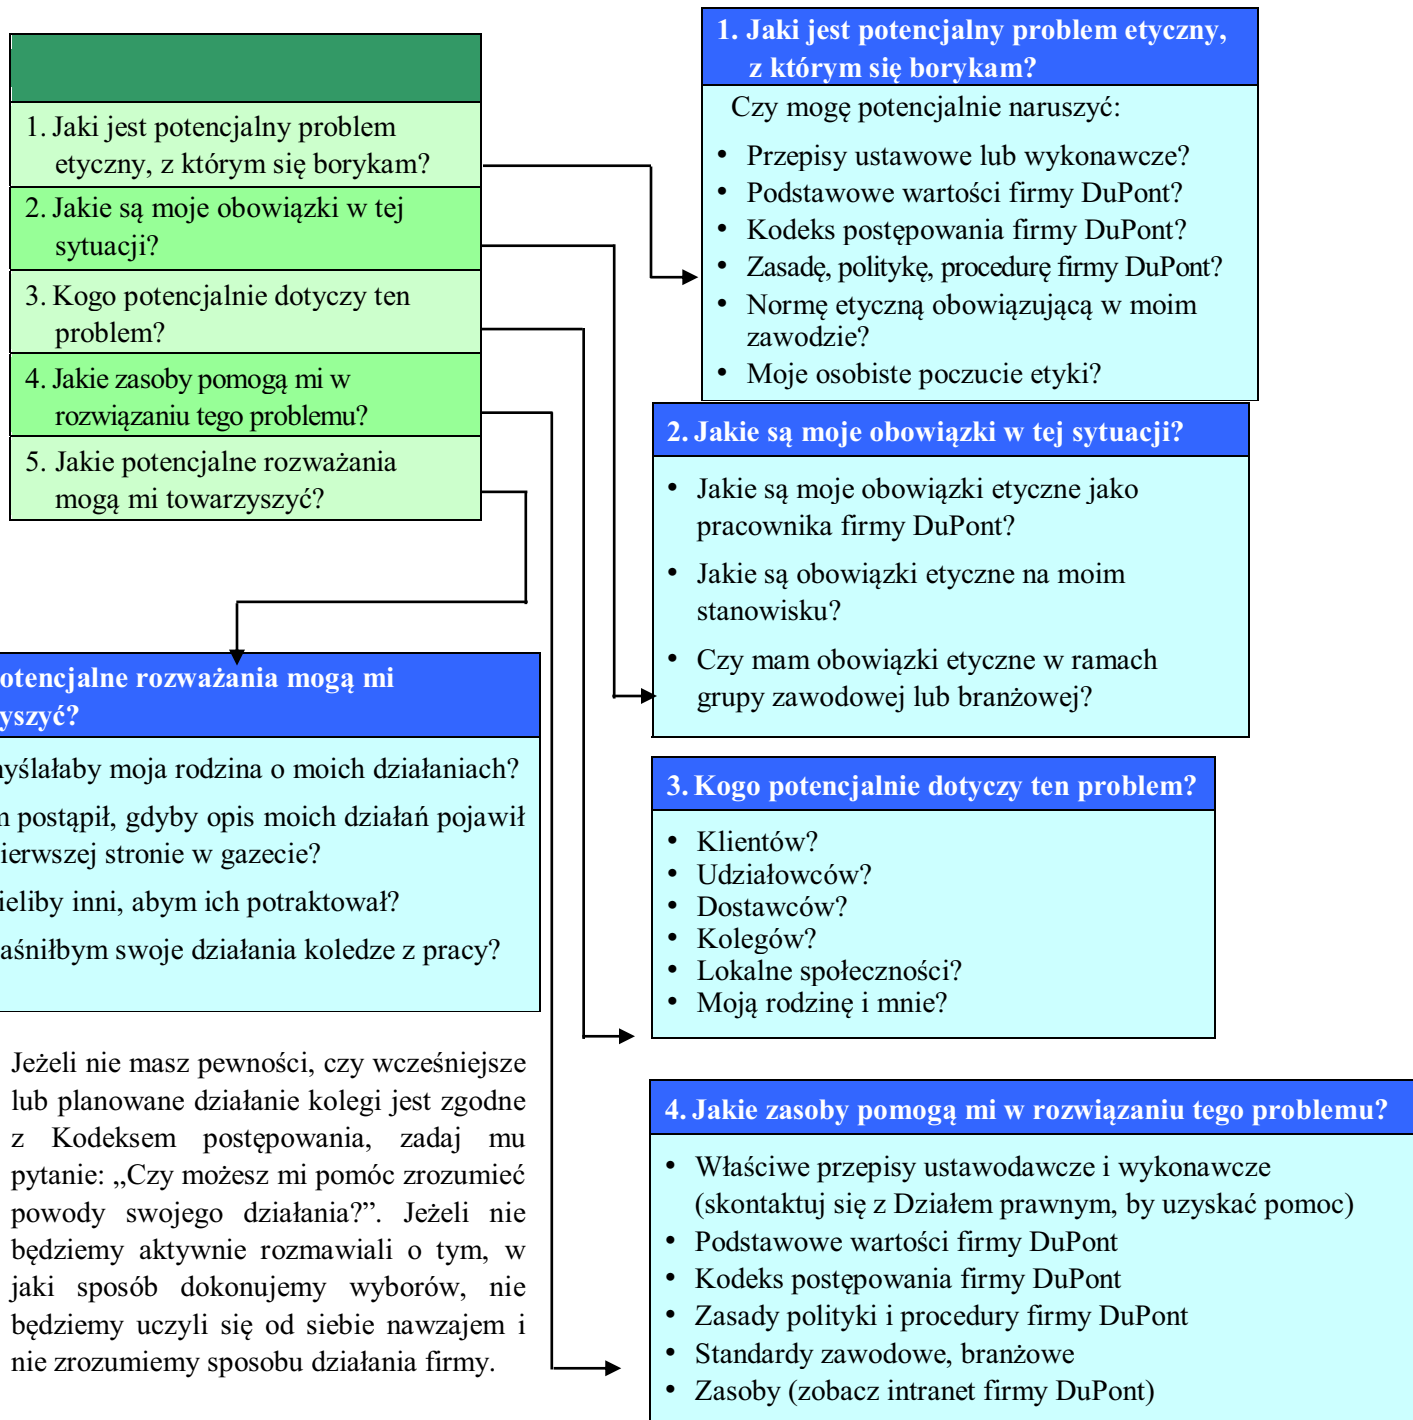 1. Jaki jest potencjalny problem
etyczny, z którym się borykam?
2. Jakie są moje obowiązki w tej
sytuacji?
3. Kogo potencjalnie dotyczy ten
problem?
4. Jakie zasoby pomogą mi w
rozwiązaniu tego problemu?
5. Jakie potencjalne rozważania
mogą mi towarzyszyć?
1. Jaki jest potencjalny problem etyczny,
z którym się borykam?
Czy mogę potencjalnie naruszyć:
• Przepisy ustawowe lub wykonawcze?
• Podstawowe wartości firmy DuPont?
• Kodeks postępowania firmy DuPont?
• Zasadę, politykę, procedurę firmy DuPont?
• Normę etyczną obowiązującą w moim
zawodzie?
• Moje osobiste poczucie etyki?
2. Jakie są moje obowiązki w tej sytuacji?
• Jakie są moje obowiązki etyczne jako
pracownika firmy DuPont?
• Jakie są obowiązki etyczne na moim
stanowisku?
• Czy mam obowiązki etyczne w ramach
grupy zawodowej lub branżowej?
3. Kogo potencjalnie dotyczy ten problem?
• Klientów?
• Udziałowców?
• Dostawców?
• Kolegów?
• Lokalne społeczności?
• Moją rodzinę i mnie?
4. Jakie zasoby pomogą mi w rozwiązaniu tego problemu?
• Właściwe przepisy ustawodawcze i wykonawcze
(skontaktuj się z Działem prawnym, by uzyskać pomoc)
• Podstawowe wartości firmy DuPont
• Kodeks postępowania firmy DuPont
• Zasady polityki i procedury firmy DuPont
• Standardy zawodowe, branżowe
• Zasoby (zobacz intranet firmy DuPont)
otencjalne rozważania mogą mi
yszyć?
yślałaby moja rodzina o moich działaniach?
postąpił, gdyby opis moich działań pojawił
ierwszej stronie w gazecie?
ieliby inni, abym ich potraktował?
aśniłbym swoje działania koledze z pracy?
Jeżeli nie masz pewności, czy wcześniejsze
lub planowane działanie kolegi jest zgodne
z Kodeksem postępowania, zadaj mu
pytanie: „Czy możesz mi pomóc zrozumieć
powody swojego działania?”. Jeżeli nie
będziemy aktywnie rozmawiali o tym, w
jaki sposób dokonujemy wyborów, nie
będziemy uczyli się od siebie nawzajem i
nie zrozumiemy sposobu działania firmy.